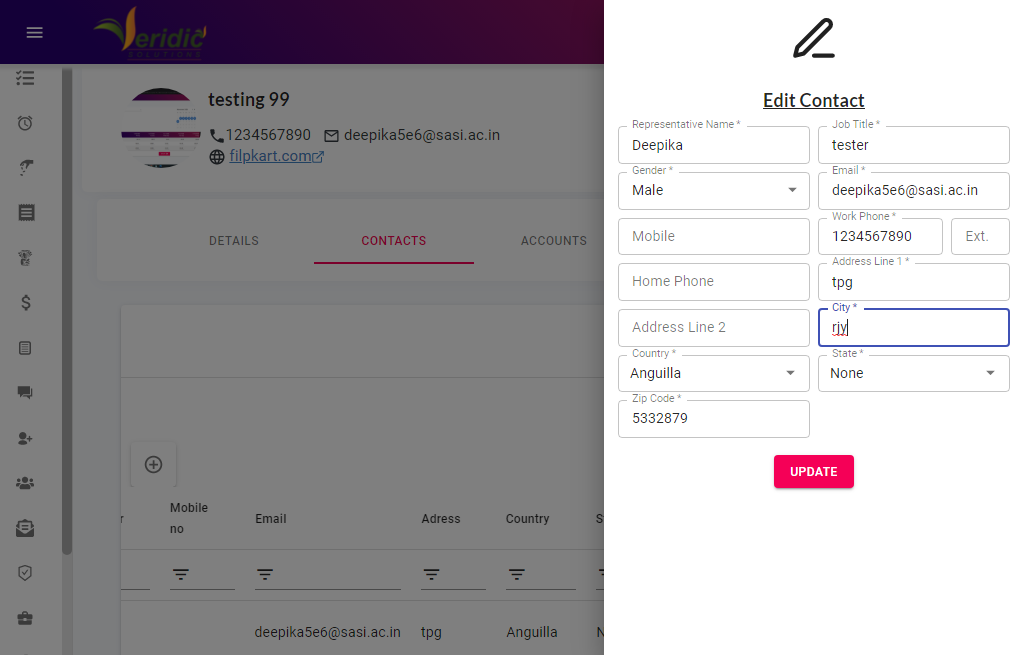 eridic
SOLUTIONS
testing 99
1234567890 deepika5e6@sasi.ac.in
filpkart.com
DETAILS CONTACTS ACCOUNTS
r Mobile no Email Adress Country S
deepika5e6@sasi.ac.in tpg Anguilla N
Edit Contact
Representative Name *
Deepika
Job Title *
tester
Gender *
Male
Email *
deepika5e6@sasi.ac.in
Mobile
Work Phone *
1234567890
Ext.
Home Phone
Address Line 1 *
tpg
Address Line 2
City *
rjy
Country *
Anguilla
State *
None
Zip Code *
5332879
UPDATE